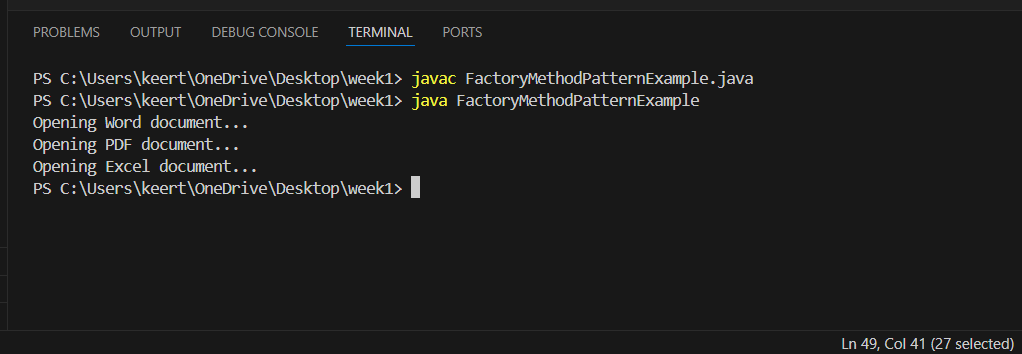 PROBLEMS OUTPUT DEBUG CONSOLE TERMINAL PORTS
PS C:\Users\keert\OneDrive\Desktop\week1> javac FactoryMethodPatternExample.java
PS C:\Users\keert\OneDrive\Desktop\week1> java FactoryMethodPatternExample
Opening Word document...
Opening PDF document...
Opening Excel document...
PS C:\Users\keert\OneDrive\Desktop\week1>
Ln 49, Col 41 (27 selected)